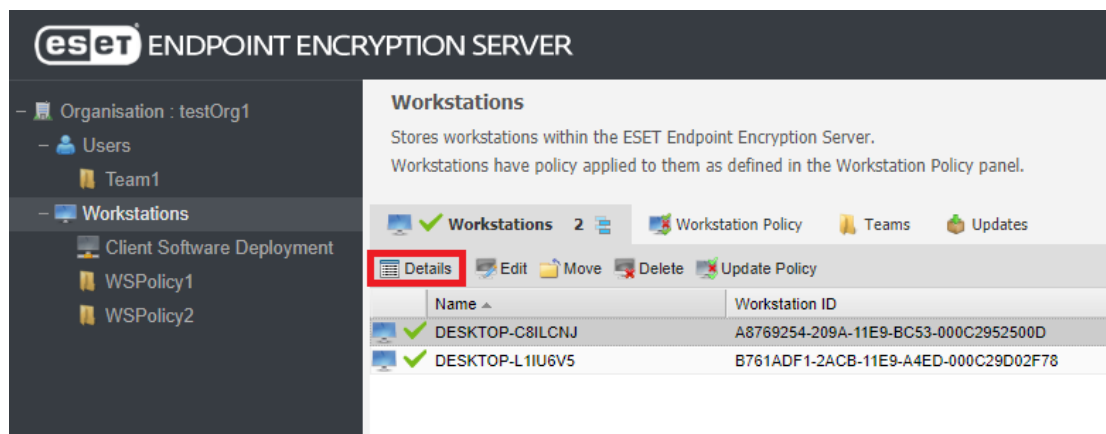 eset ENDPOINT ENCRYPTION SERVER
Organisation : testOrg1
Users
Team1
Workstations
Client Software Deployment
WSPolicy1
WSPolicy2
Workstations
Stores workstations within the ESET Endpoint Encryption Server.
Workstations have policy applied to them as defined in the Workstation Policy panel.
Workstations 2 Workstation Policy Teams Updates
Details Edit Move Delete Update Policy
Name Workstation ID
DESKTOP-C8ILCNJ A8769254-209A-11E9-BC53-000C2952500D
DESKTOP-L1IU6V5 B761ADF1-2ACB-11E9-A4ED-000C29D02F78